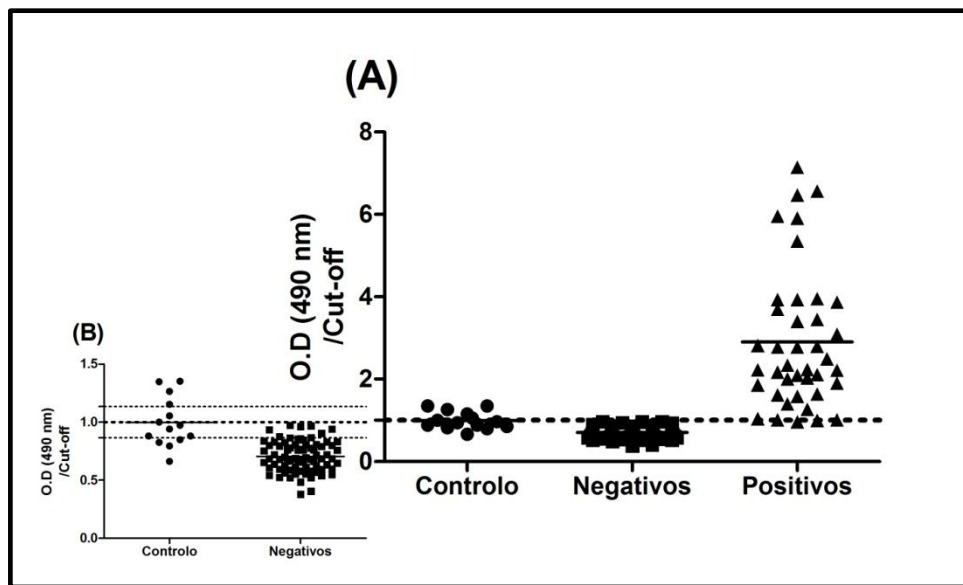 (A)
8
6
4
2
0
O.D (490 nm)
/Cut-off
Controlo
Negativos
Positivos
(B)
1.5
1.0
0.5
0.0
O.D (490 nm)
/Cut-off
Controlo
Negativos